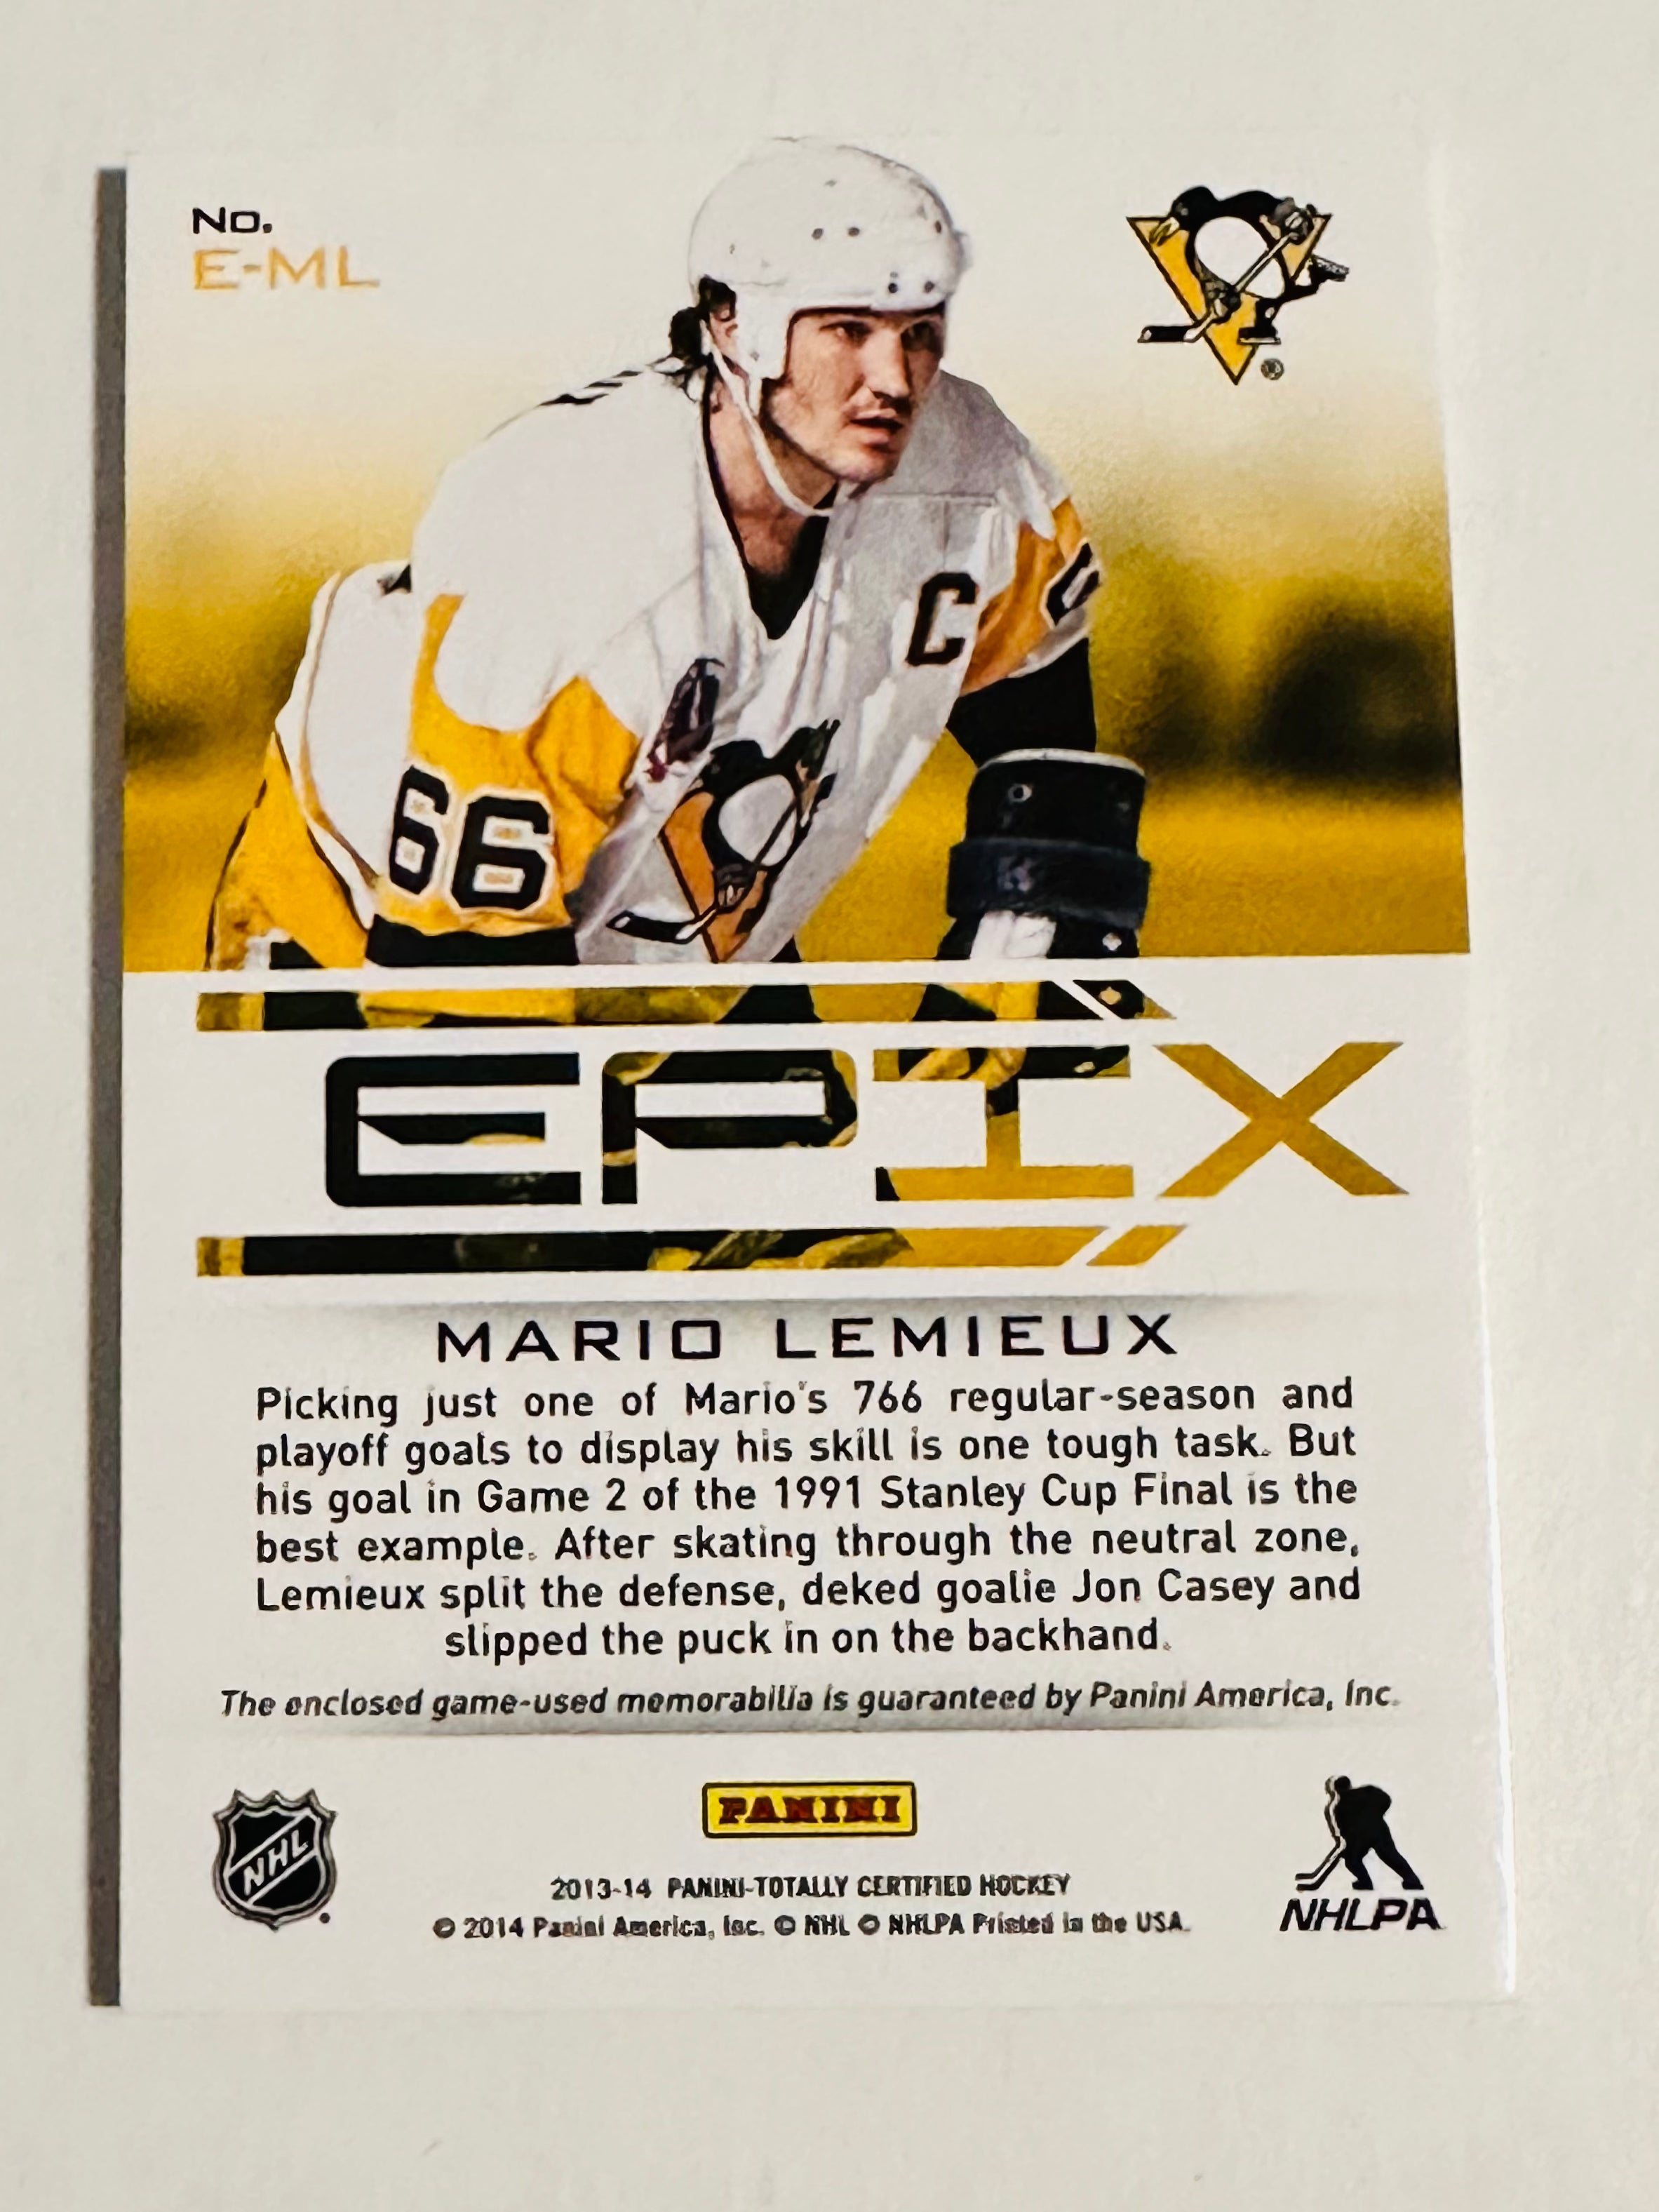 No.
E-ML
C
66
EPIX
MARIO LEMIEUX
Picking just one of Mario's 766 regular-season and
playoff goals to display his skill is one tough task. But
his goal in Game 2 of the 1991 Stanley Cup Final is the
best example. After skating through the neutral zone,
Lemieux split the defense, deked goalie Jon Casey and
slipped the puck in on the backhand.
The enclosed game-used memorabilia is guaranteed by Panini America, Inc.
NHL
PANINI
2013-14 PANINI-TOTALLY CERTIFIED HOCKEY
© 2014 Panini America, Inc. © NHL © NHLPA Printed in the USA.
NHLPA